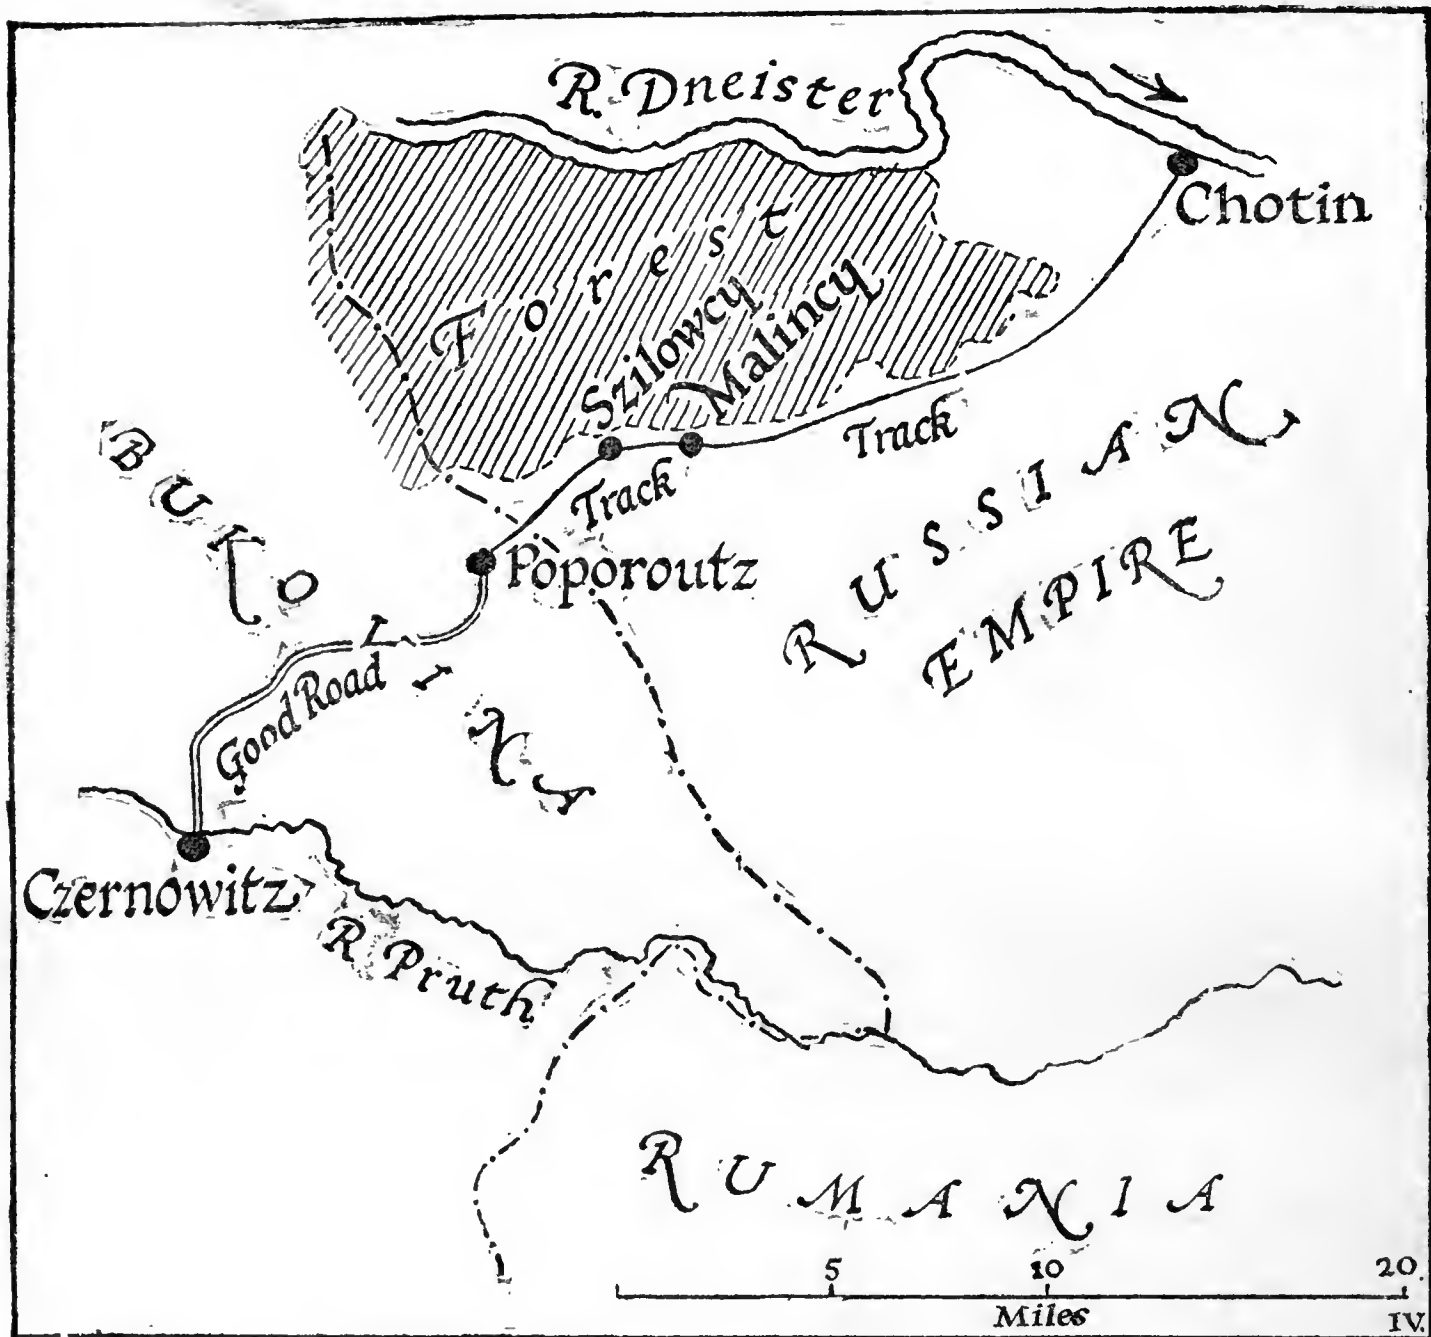 R. Dneister
Chotin
Forest
Szilowcy
Malincy
Track
Track
BUKOVINA
Poporoutz
RUSSIAN
EMPIRE
Good Road
Czernowitz
R Pruth
RUMANIA
5 10 20
Miles
IV.